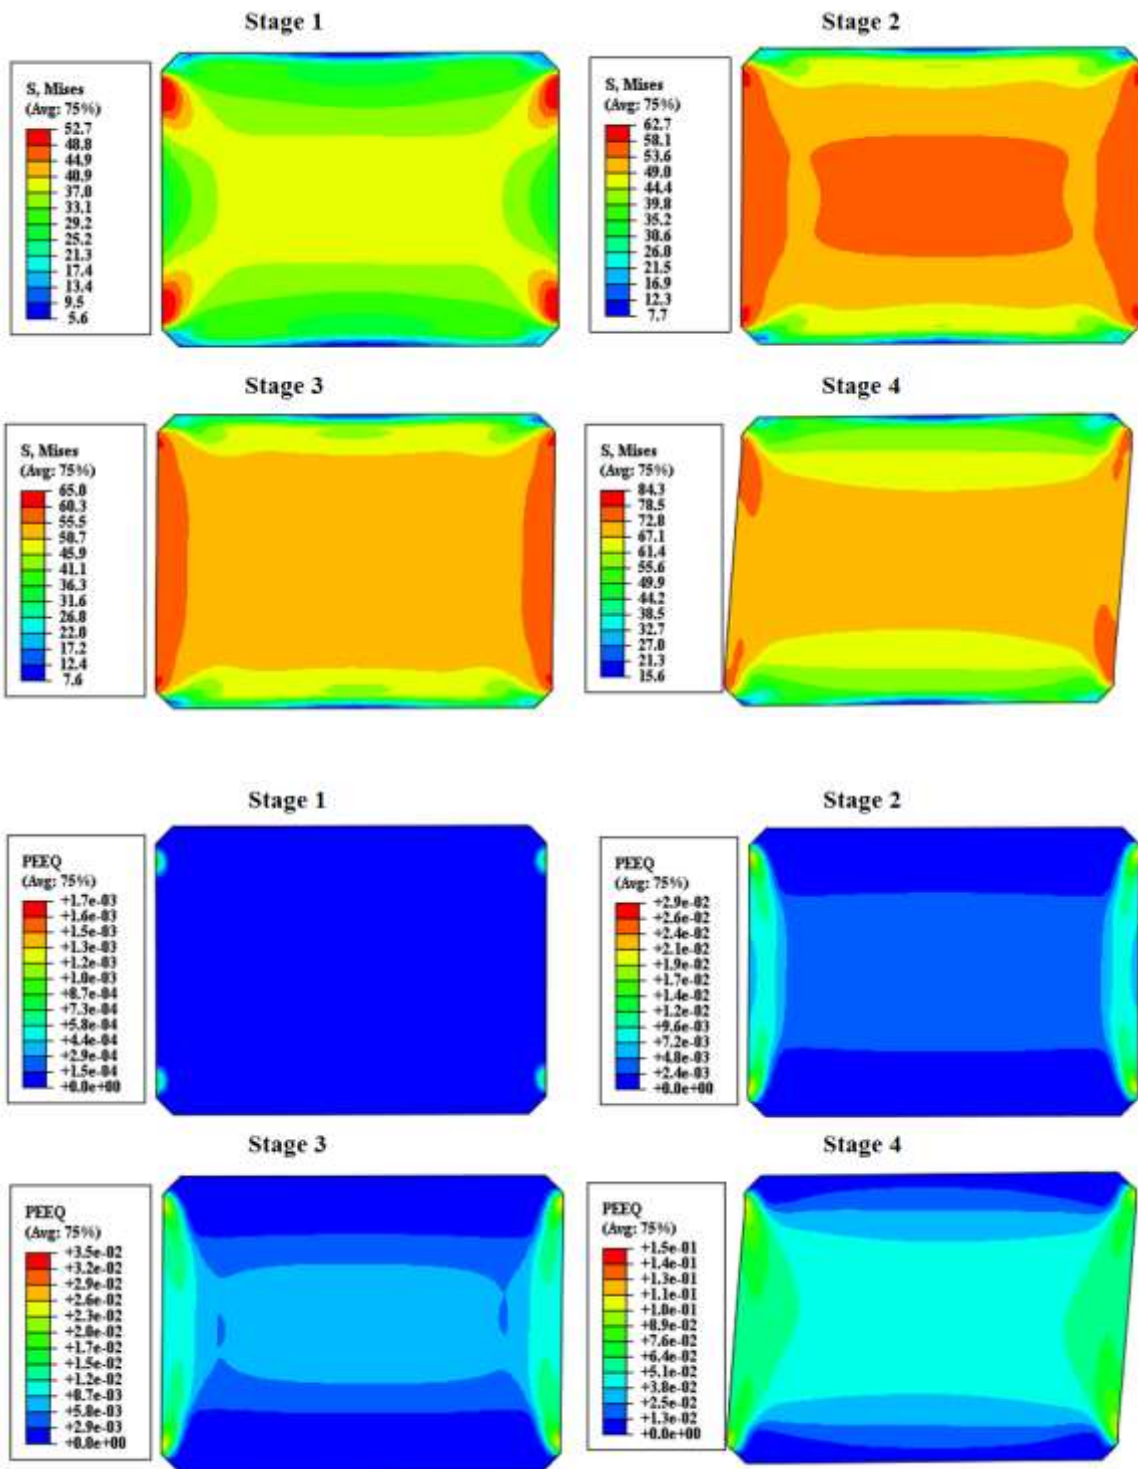 Stage 1
S, Mises
(Avg: 75%)
52.7
48.8
44.9
40.9
37.0
33.1
29.2
25.2
21.3
17.4
13.4
9.5
5.6
Stage 2
S, Mises
(Avg: 75%)
62.7
58.1
53.6
49.0
44.4
39.8
35.2
30.6
26.0
21.5
16.9
12.3
7.7
Stage 3
S, Mises
(Avg: 75%)
65.0
60.3
55.5
50.7
45.9
41.1
36.3
31.6
26.8
22.0
17.2
12.4
7.6
Stage 4
S, Mises
(Avg: 75%)
84.3
78.5
72.8
67.1
61.4
55.6
49.9
44.2
38.5
32.7
27.0
21.3
15.6
Stage 1
PEEQ
(Avg: 75%)
+1.7e-03
+1.6e-03
+1.5e-03
+1.3e-03
+1.2e-03
+1.0e-03
+8.7e-04
+7.3e-04
+5.8e-04
+4.4e-04
+2.9e-04
+1.5e-04
+0.0e+00
Stage 2
PEEQ
(Avg: 75%)
+2.9e-02
+2.6e-02
+2.4e-02
+2.1e-02
+1.9e-02
+1.7e-02
+1.4e-02
+1.2e-02
+9.6e-03
+7.2e-03
+4.8e-03
+2.4e-03
+0.0e+00
Stage 3
PEEQ
(Avg: 75%)
+3.5e-02
+3.2e-02
+2.9e-02
+2.6e-02
+2.3e-02
+2.0e-02
+1.7e-02
+1.5e-02
+1.2e-02
+8.7e-03
+5.8e-03
+2.9e-03
+0.0e+00
Stage 4
PEEQ
(Avg: 75%)
+1.5e-01
+1.4e-01
+1.3e-01
+1.1e-01
+1.0e-01
+8.9e-02
+7.6e-02
+6.4e-02
+5.1e-02
+3.8e-02
+2.5e-02
+1.3e-02
+0.0e+00